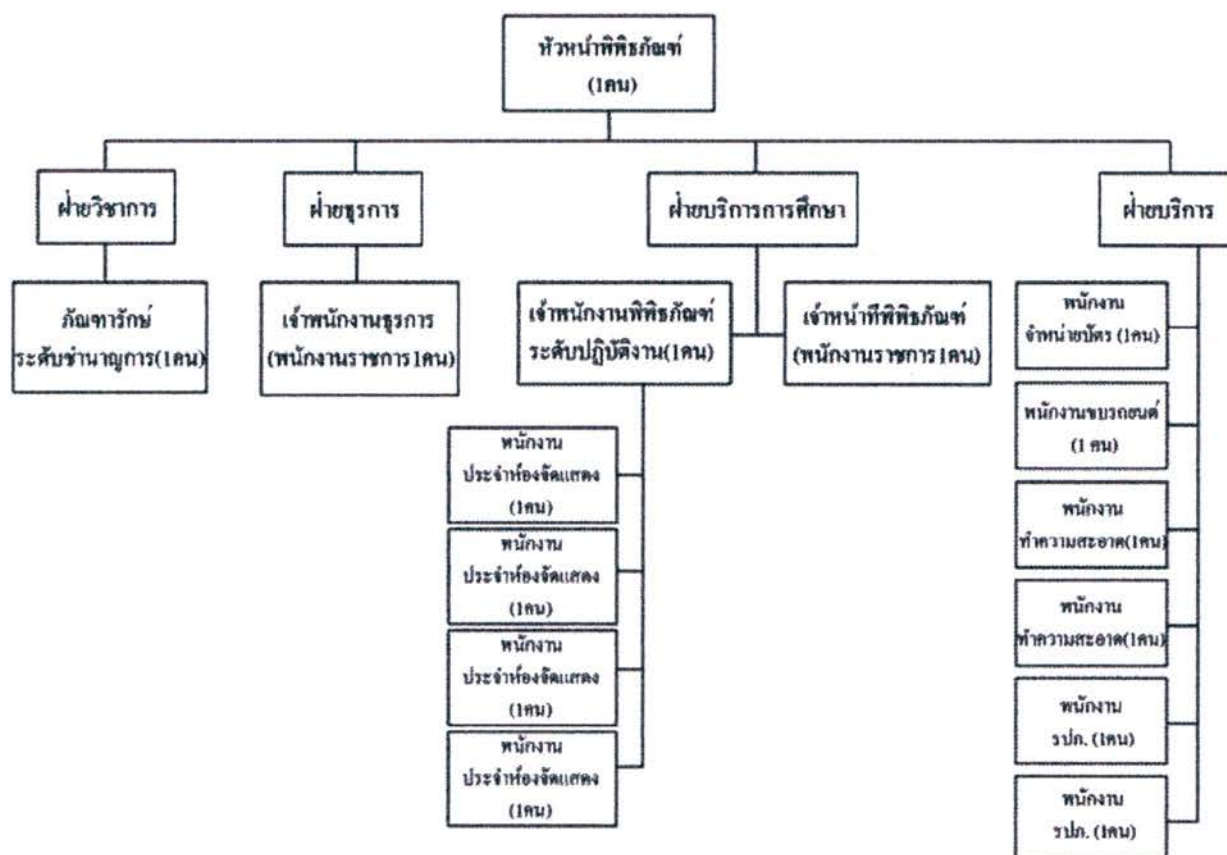 หัวหน้าพิพิธภัณฑ์
(1คน)
ฝ่ายวิชาการ
ฝ่ายธุรการ
ฝ่ายบริการการศึกษา
ฝ่ายบริการ
ภัณฑารักษ์
ระดับชำนาญการ(1คน)
เจ้าพนักงานธุรการ
(พนักงานราชการ1คน)
เจ้าพนักงานพิพิธภัณฑ์
ระดับปฏิบัติงาน(1คน)
เจ้าหน้าที่พิพิธภัณฑ์
(พนักงานราชการ1คน)
พนักงาน
ประจำห้องจัดแสดง
(1คน)
พนักงาน
ประจำห้องจัดแสดง
(1คน)
พนักงาน
ประจำห้องจัดแสดง
(1คน)
พนักงาน
ประจำห้องจัดแสดง
(1คน)
พนักงาน
จำหน่ายบัตร (1คน)
พนักงานขับรถยนต์
(1 คน)
พนักงาน
ทำความสะอาด(1คน)
พนักงาน
ทำความสะอาด(1คน)
พนักงาน
รปภ. (1คน)
พนักงาน
รปภ. (1คน)